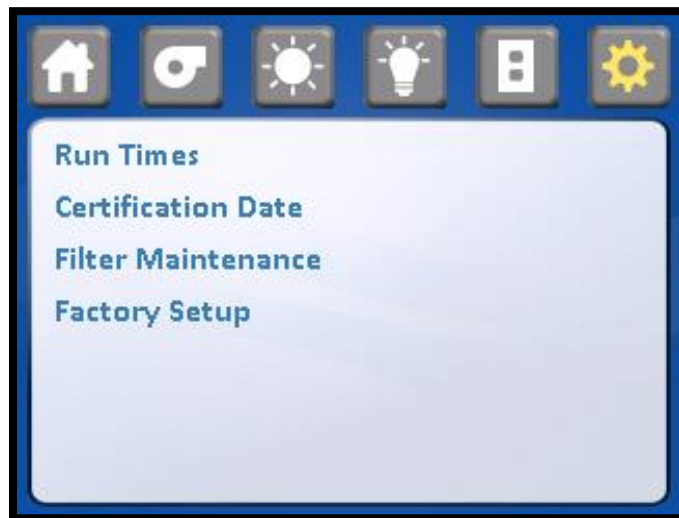 Run Times
Certification Date
Filter Maintenance
Factory Setup